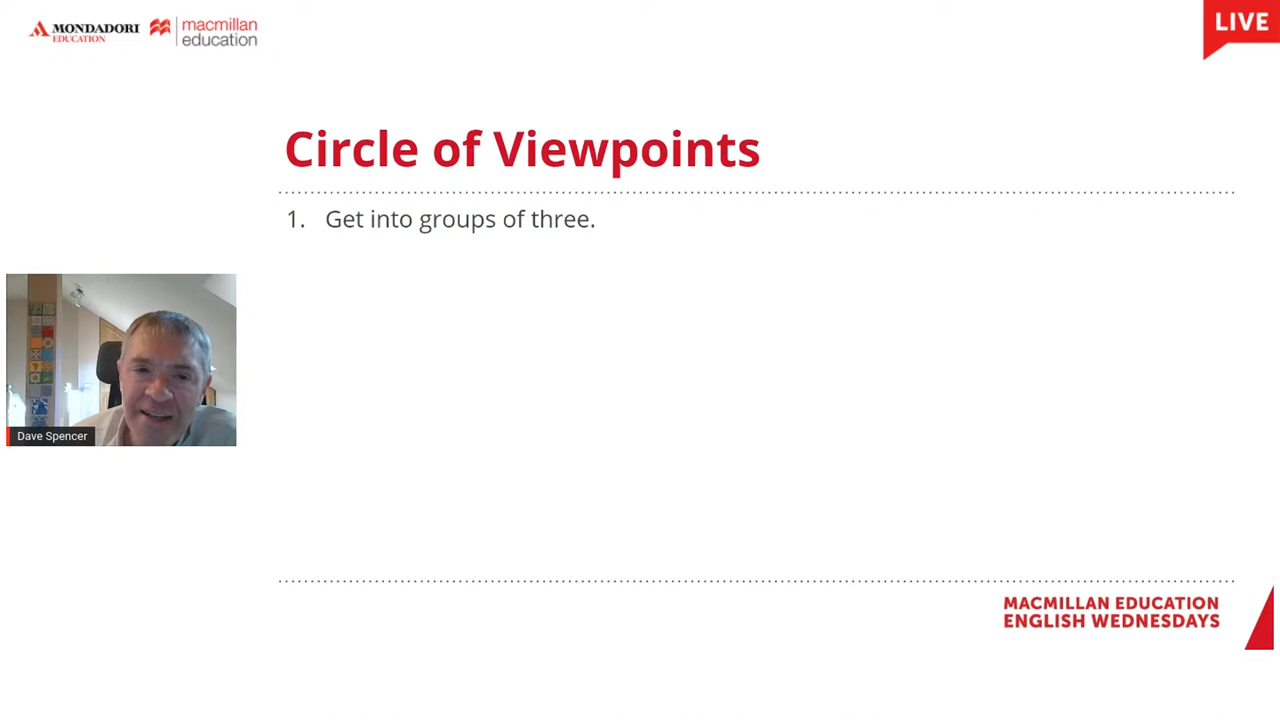 MONDADORI
EDUCATION
macmillan
education
LIVE
Circle of Viewpoints
1. Get into groups of three.
Dave Spencer
MACMILLAN EDUCATION
ENGLISH WEDNESDAYS